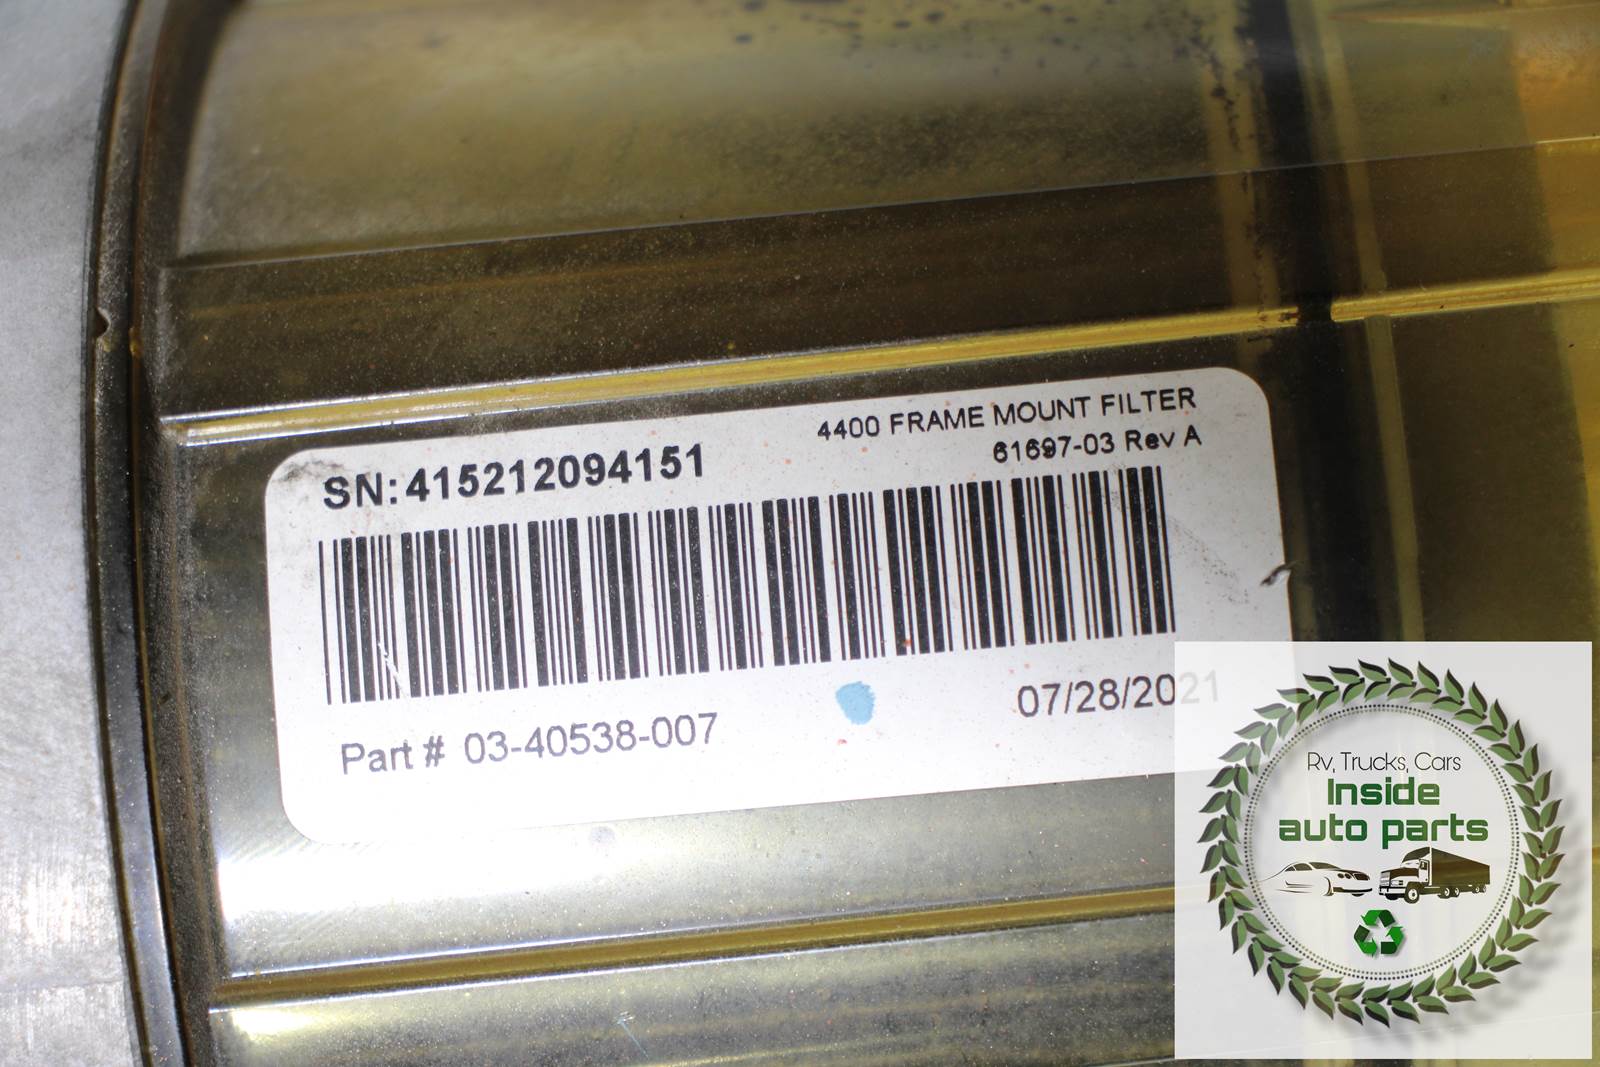 4400 FRAME MOUNT FILTER
61697-03 Rev A
SN:415212094151
Part # 03-40538-007
07/28/2021
Rv, Trucks, Cars
Inside
auto parts